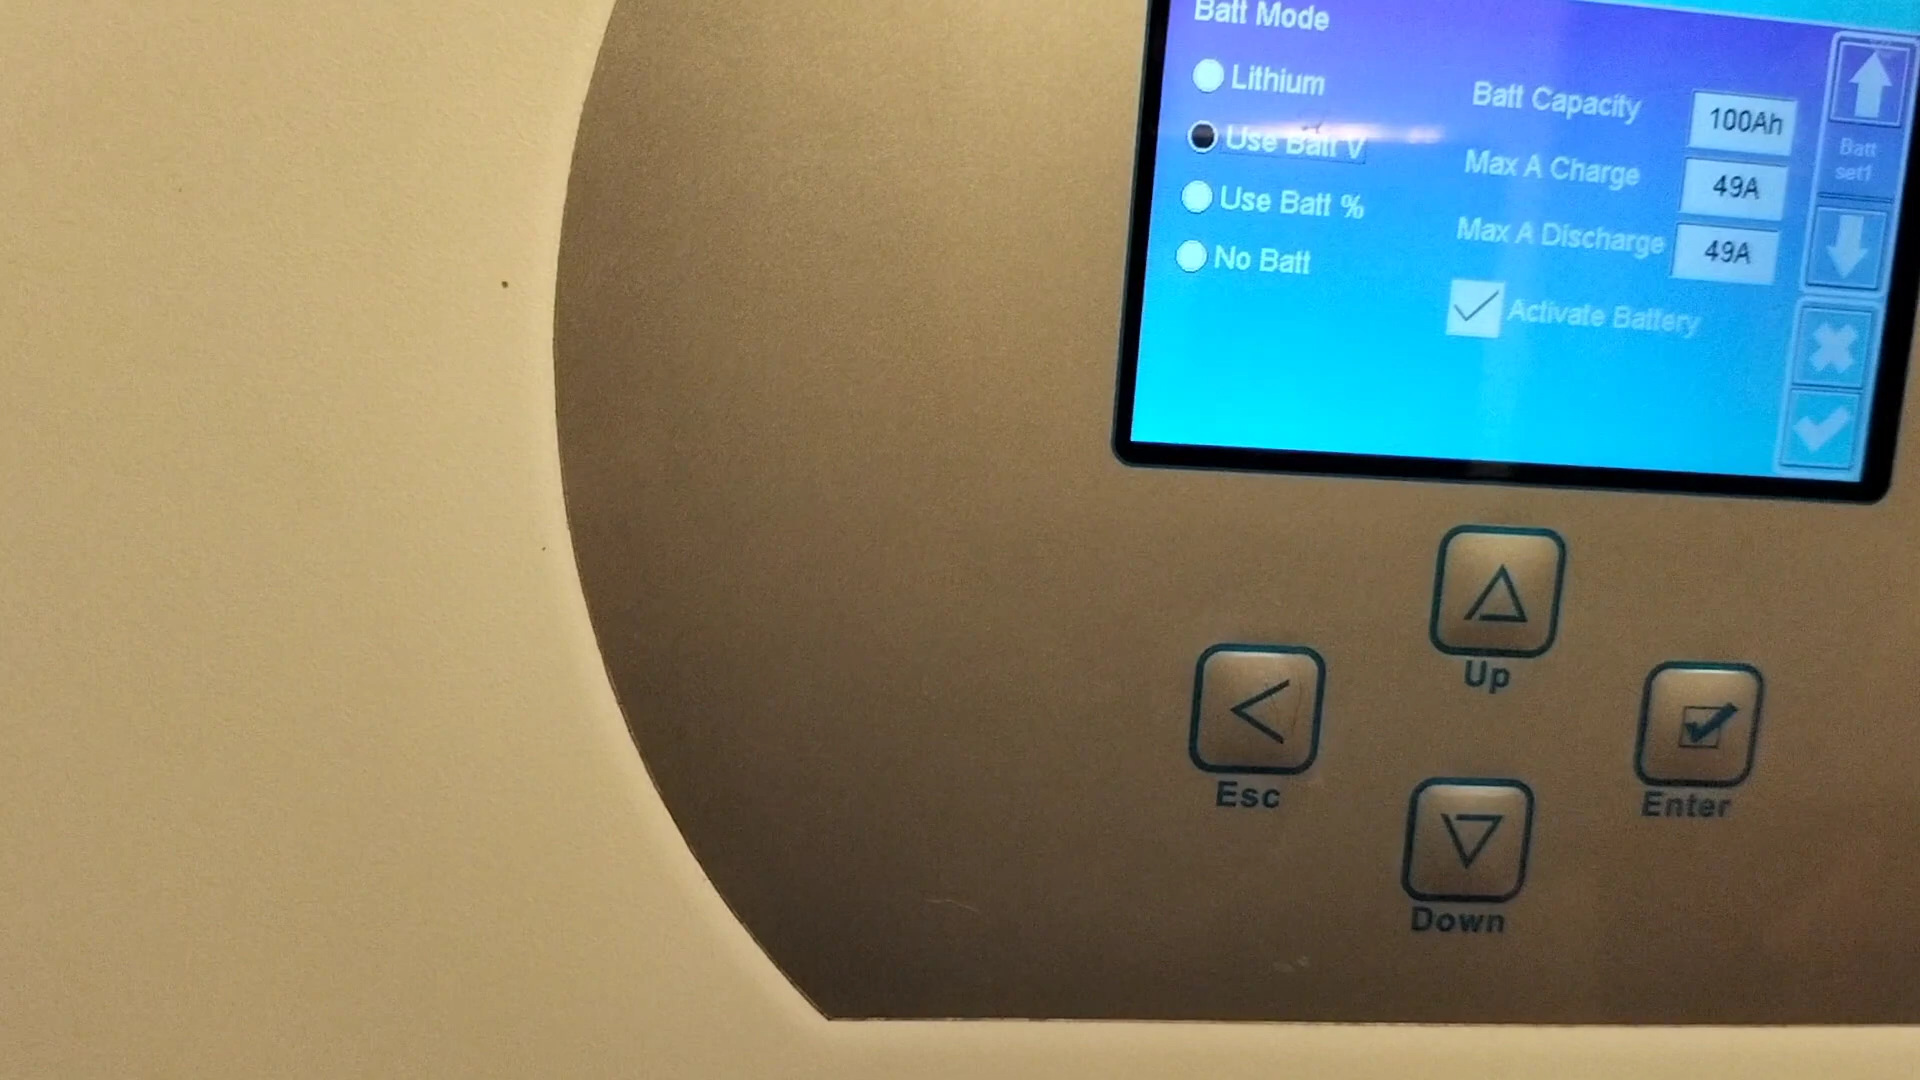 Batt Mode
Lithium
Use Batt V
Use Batt %
No Batt
Batt Capacity 100Ah
Max A Charge 49A
Max A Discharge 49A
Activate Battery
Batt
set1
Up
Esc
Enter
Down